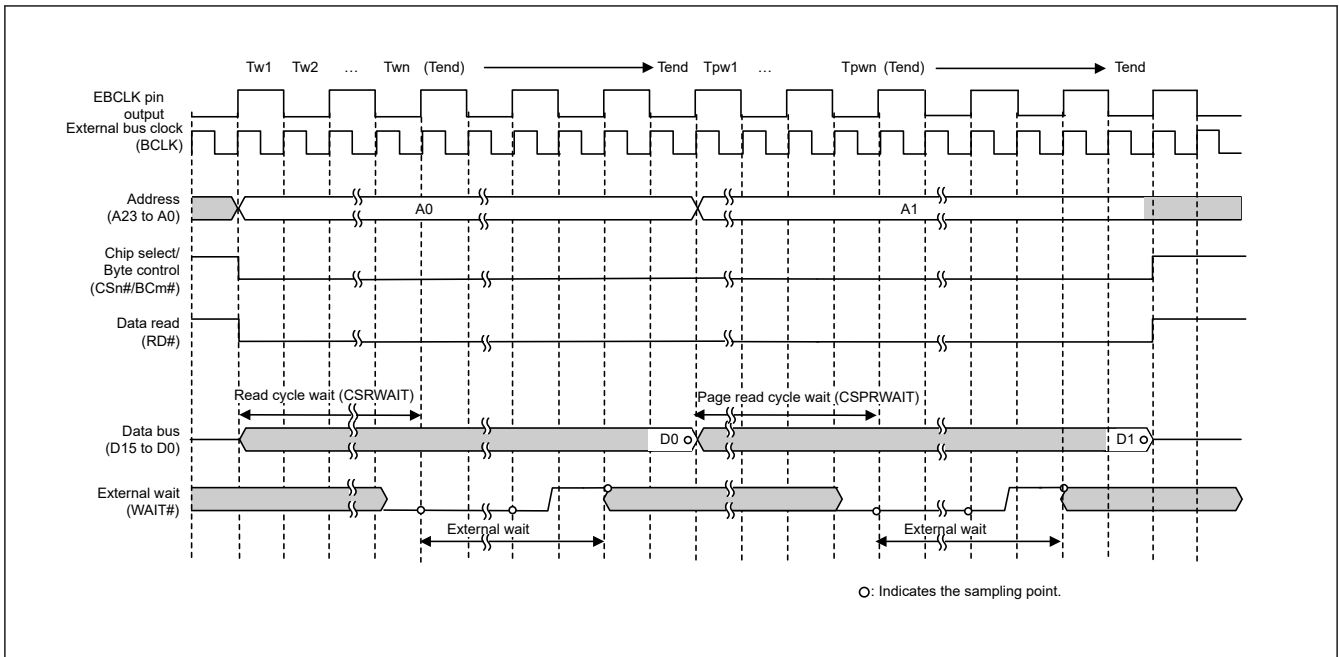 Tw1 Tw2 … Twn (Tend) Tend Tpw1 … Tpwn (Tend) Tend
EBCLK pin
output
External bus clock
(BCLK)
Address
(A23 to A0)
A0 A1
Chip select/
Byte control
(CSn#/BCm#)
Data read
(RD#)
Read cycle wait (CSRWAIT) Page read cycle wait (CSPRWAIT)
Data bus
(D15 to D0)
D0 D1
External wait
(WAIT#)
External wait External wait
: Indicates the sampling point.